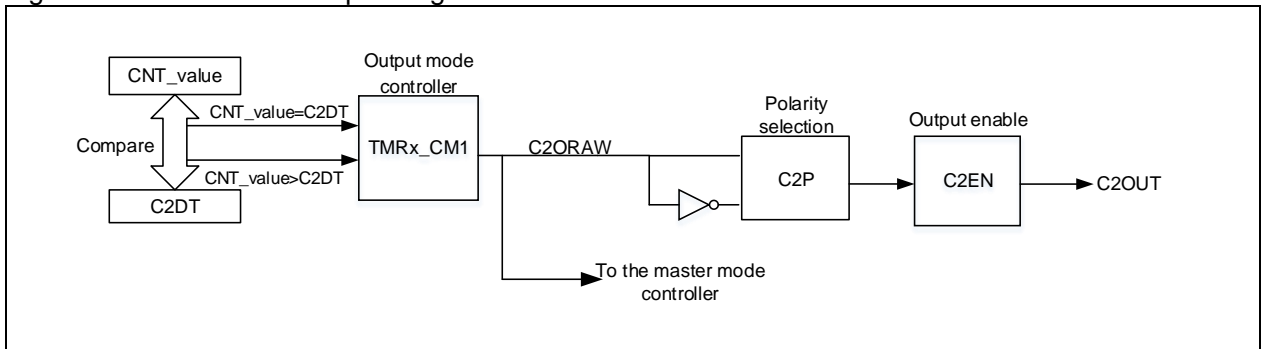 Output mode
controller
CNT_value
CNT_value=C2DT
Compare
TMRx_CM1
CNT_value>C2DT
C2DT
C2ORAW
Polarity
selection
C2P
Output enable
C2EN
C2OUT
To the master mode
controller